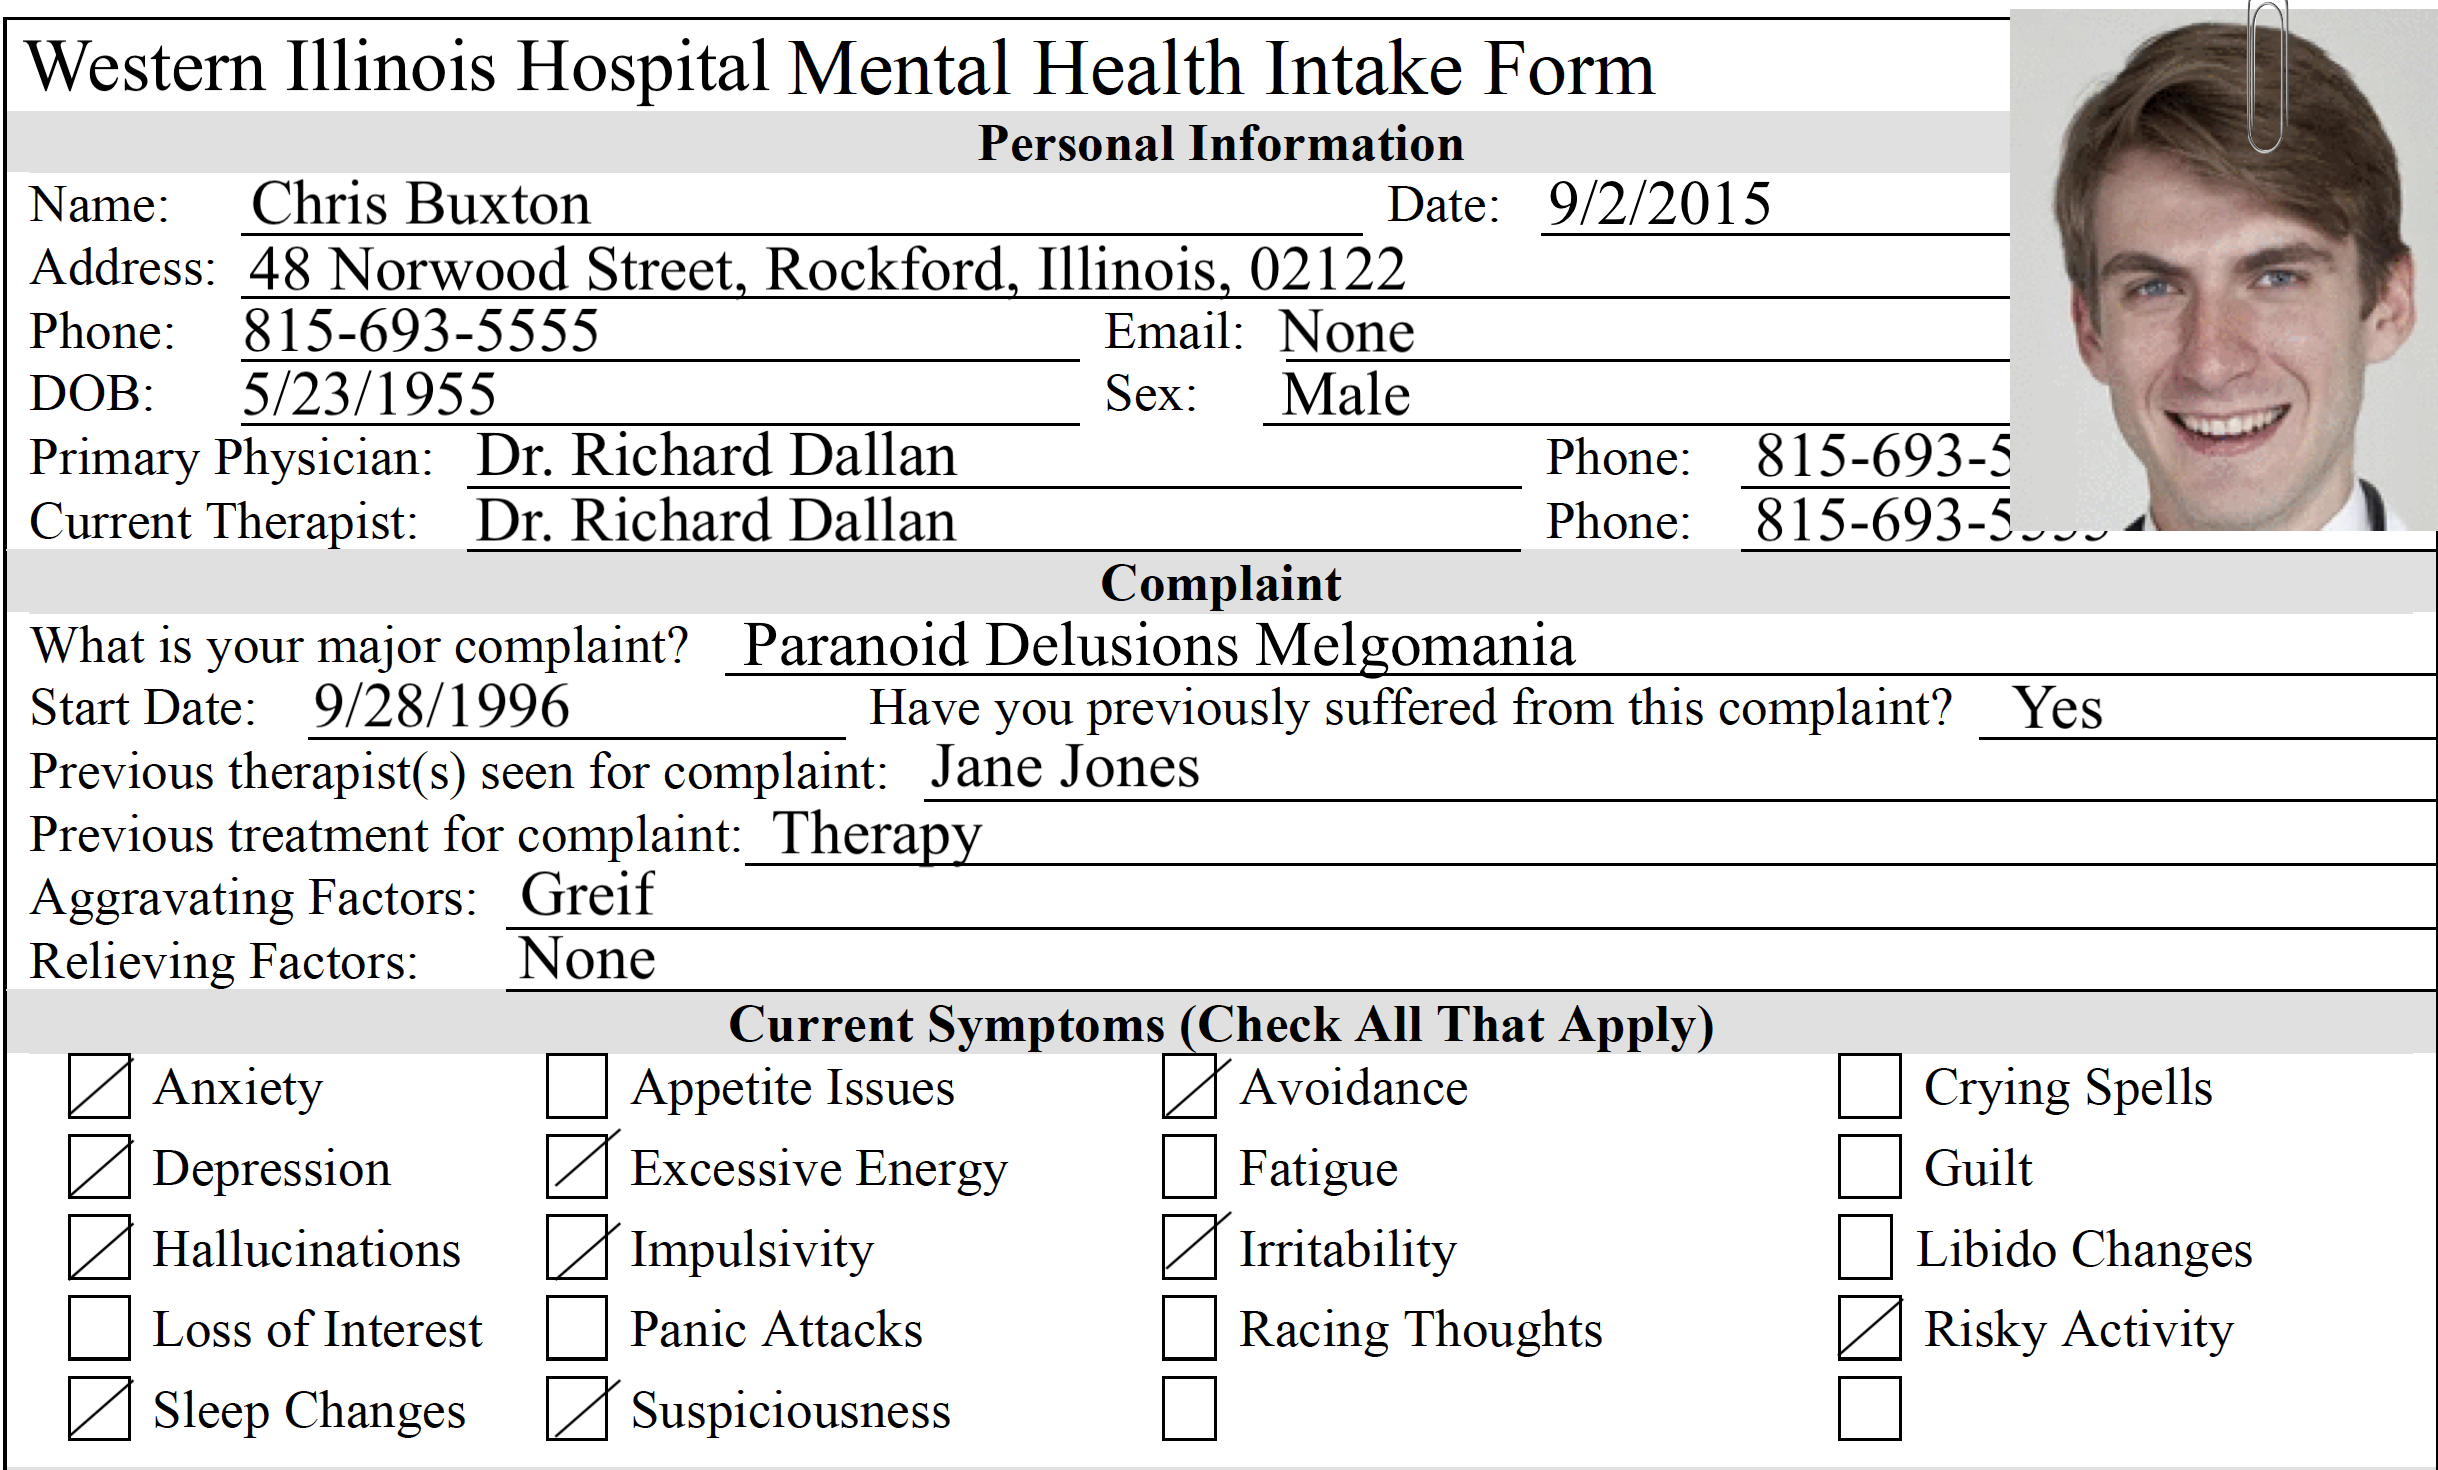 Western Illinois Hospital Mental Health Intake Form
Personal Information
Name: Chris Buxton Date: 9/2/2015
Address: 48 Norwood Street, Rockford, Illinois, 02122
Phone: 815-693-5555 Email: None
DOB: 5/23/1955 Sex: Male
Primary Physician: Dr. Richard Dallan Phone: 815-693-5
Current Therapist: Dr. Richard Dallan Phone: 815-693-5555
Complaint
What is your major complaint? Paranoid Delusions Melgomania
Start Date: 9/28/1996 Have you previously suffered from this complaint? Yes
Previous therapist(s) seen for complaint: Jane Jones
Previous treatment for complaint: Therapy
Aggravating Factors: Greif
Relieving Factors: None
Current Symptoms (Check All That Apply)
Anxiety Appetite Issues Avoidance Crying Spells
Depression Excessive Energy Fatigue Guilt
Hallucinations Impulsivity Irritability Libido Changes
Loss of Interest Panic Attacks Racing Thoughts Risky Activity
Sleep Changes Suspiciousness